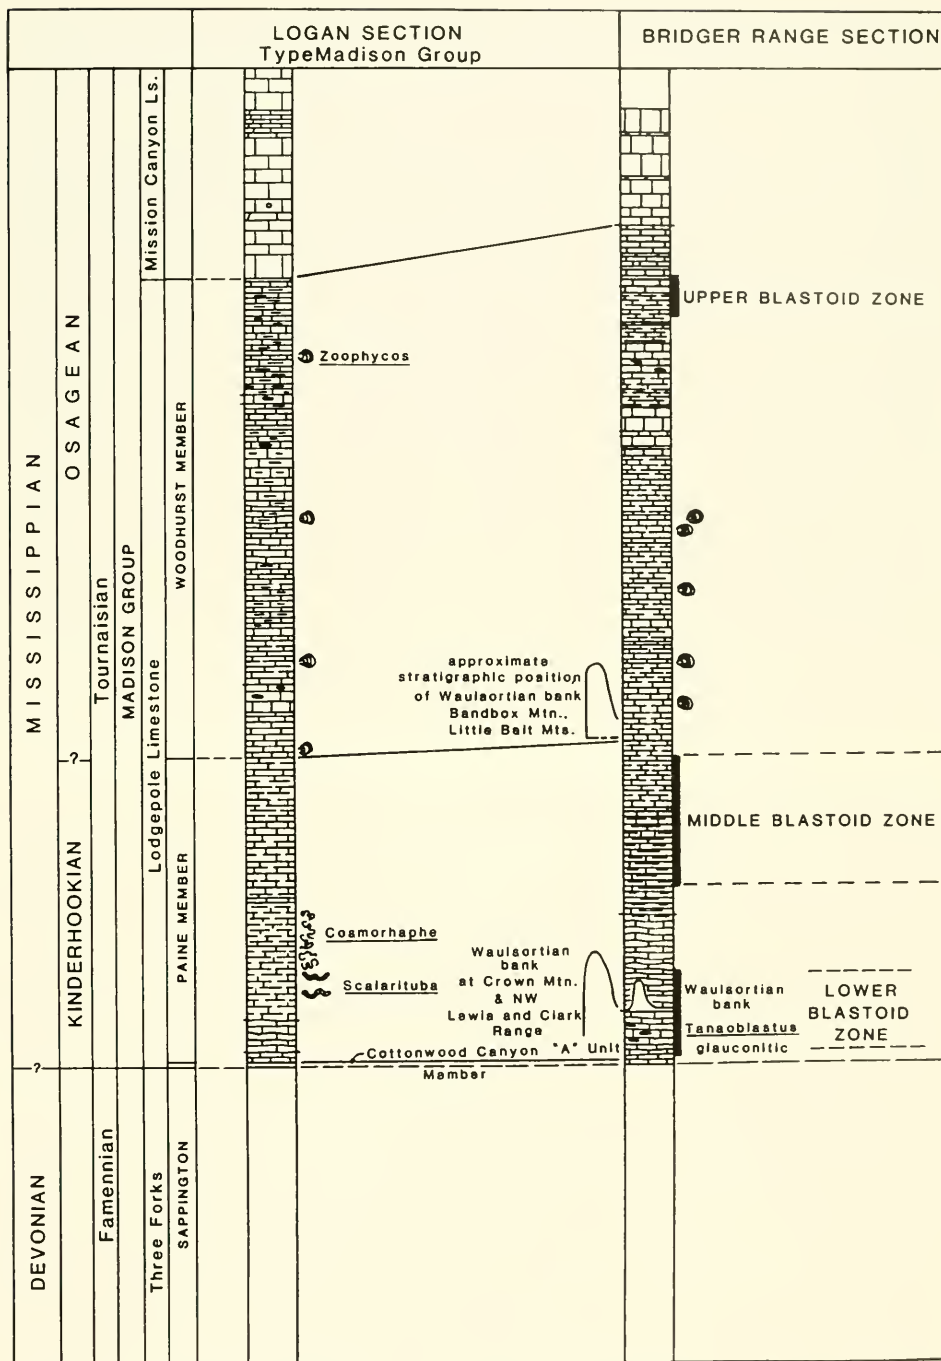 LOGAN SECTION
TypeMadison Group
BRIDGER RANGE SECTION
MISSISSIPPIAN
DEVONIAN
OSAGEAN
?
KINDERHOOKIAN
?
Tournaisian
Famennian
MADISON GROUP
Mission Canyon Ls.
Lodgepole Limestone
Three Forks
WOODHURST MEMBER
PAINE MEMBER
SAPPINGTON
Zoophycos
Cosmorhaphe
Scalarituba
Cottonwood Canyon "A" Unit
Member
approximate
stratigraphic position
of Waulsortian bank
Bandbox Mtn.,
Little Belt Mts.
Waulsortian
bank
at Crown Mtn.
& NW
Lewis and Clark
Range
UPPER BLASTOID ZONE
MIDDLE BLASTOID ZONE
Waulsortian
bank
Tanaoblastus
glauconitic
LOWER
BLASTOID
ZONE